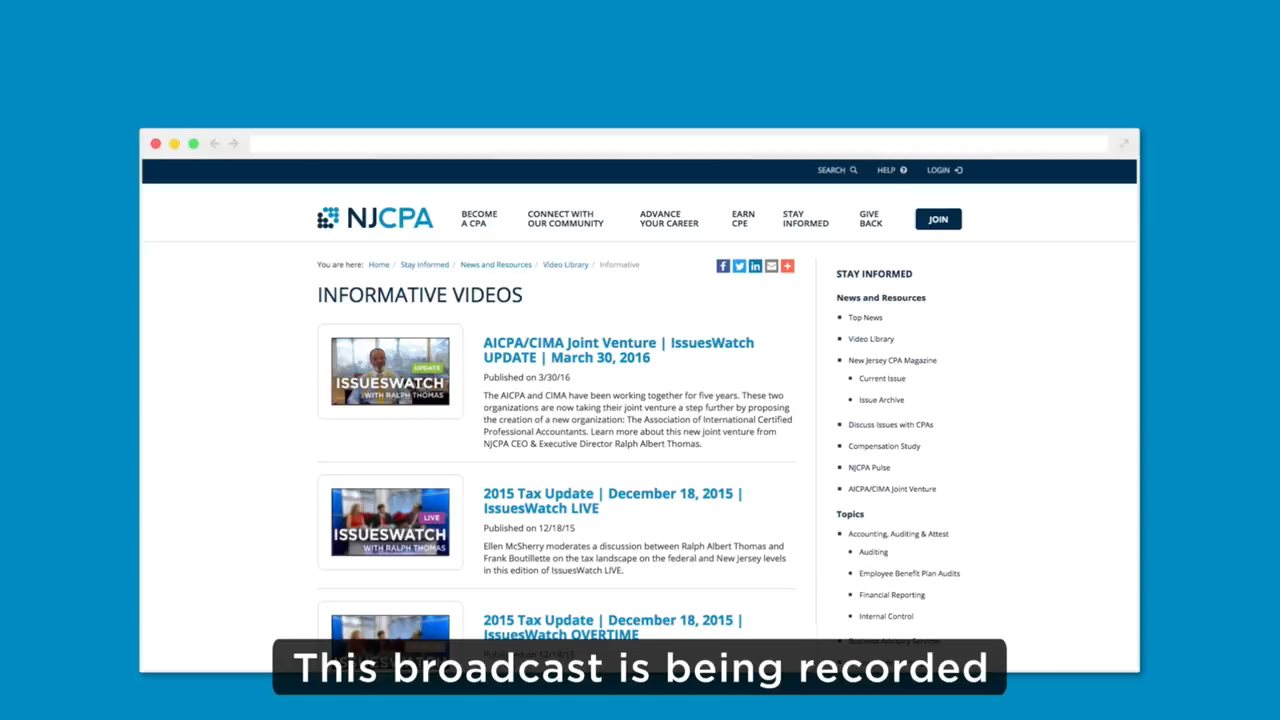 SEARCH
HELP
LOGIN
NJCPA
BECOME
A CPA
CONNECT WITH
OUR COMMUNITY
ADVANCE
YOUR CAREER
EARN
CPE
STAY
INFORMED
GIVE
BACK
JOIN
You are here: Home / Stay Informed / News and Resources / Video Library / Informative
INFORMATIVE VIDEOS
UPDATE
ISSUESWATCH
WITH RALPH THOMAS
AICPA/CIMA Joint Venture | IssuesWatch
UPDATE | March 30, 2016
Published on 3/30/16
The AICPA and CIMA have been working together for five years. These two
organizations are now taking their joint venture a step further by proposing
the creation of a new organization: The Association of International Certified
Professional Accountants. Learn more about this new joint venture from
NJCPA CEO & Executive Director Ralph Albert Thomas.
LIVE
ISSUESWATCH
WITH RALPH THOMAS
2015 Tax Update | December 18, 2015 |
IssuesWatch LIVE
Published on 12/18/15
Ellen McSherry moderates a discussion between Ralph Albert Thomas and
Frank Boutillette on the tax landscape on the federal and New Jersey levels
in this edition of IssuesWatch LIVE.
2015 Tax Update | December 18, 2015 |
IssuesWatch OVERTIME
STAY INFORMED
News and Resources
Top News
Video Library
New Jersey CPA Magazine
Current Issue
Issue Archive
Discuss Issues with CPAs
Compensation Study
NJCPA Pulse
AICPA/CIMA Joint Venture
Topics
Accounting, Auditing & Attest
Auditing
Employee Benefit Plan Audits
Financial Reporting
Internal Control
Business Advisory Services
This broadcast is being recorded